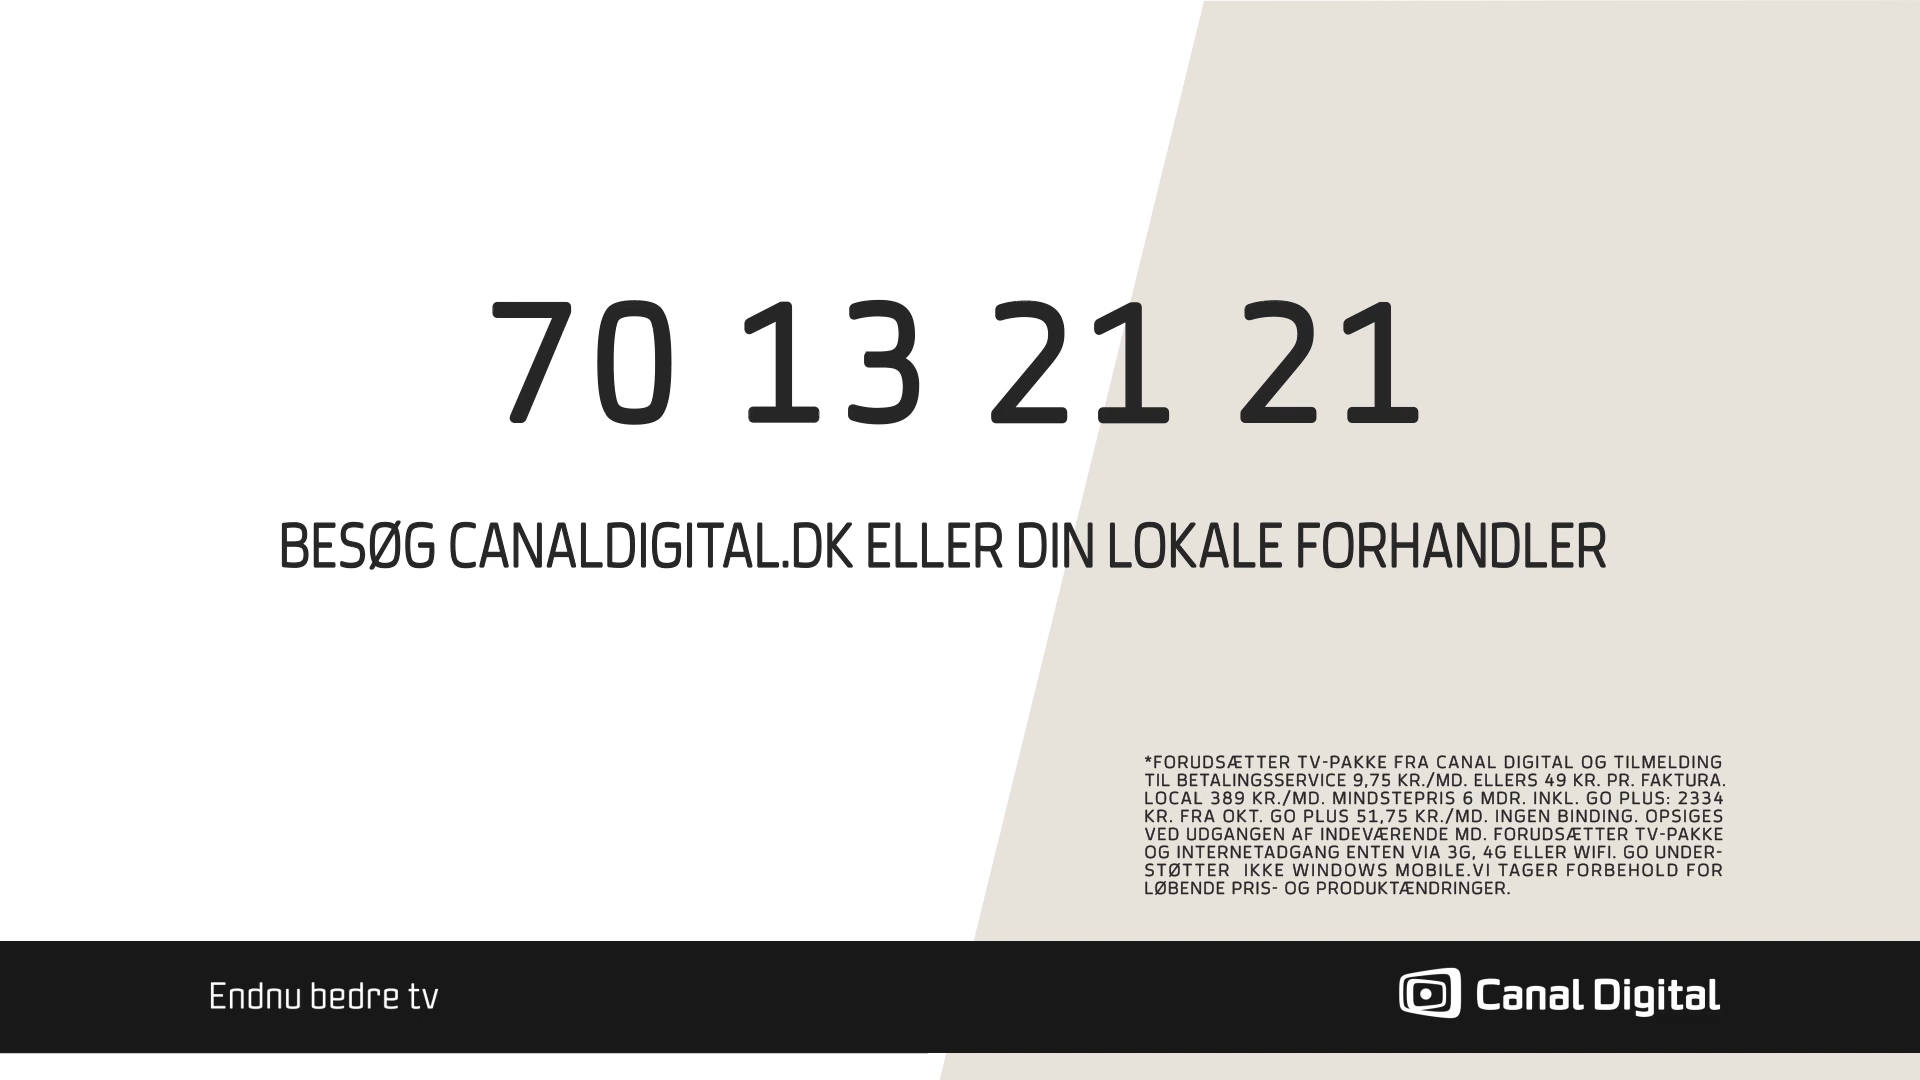 70 13 21 21
BESØG CANALDIGITAL.DK ELLER DIN LOKALE FORHANDLER
*FORUDSÆTTER TV-PAKKE FRA CANAL DIGITAL OG TILMELDING
TIL BETALINGSSERVICE 9,75 KR./MD. ELLERS 49 KR. PR. FAKTURA.
LOCAL 389 KR./MD. MINDSTEPRIS 6 MDR. INKL. GO PLUS: 2334
KR. FRA OKT. GO PLUS 51,75 KR./MD. INGEN BINDING. OPSIGES
VED UDGANGEN AF INDEVÆRENDE MD. FORUDSÆTTER TV-PAKKE
OG INTERNETADGANG ENTEN VIA 3G, 4G ELLER WIFI. GO UNDER-
STØTTER IKKE WINDOWS MOBILE.VI TAGER FORBEHOLD FOR
LØBENDE PRIS- OG PRODUKTÆNDRINGER.
Endnu bedre tv
Canal Digital